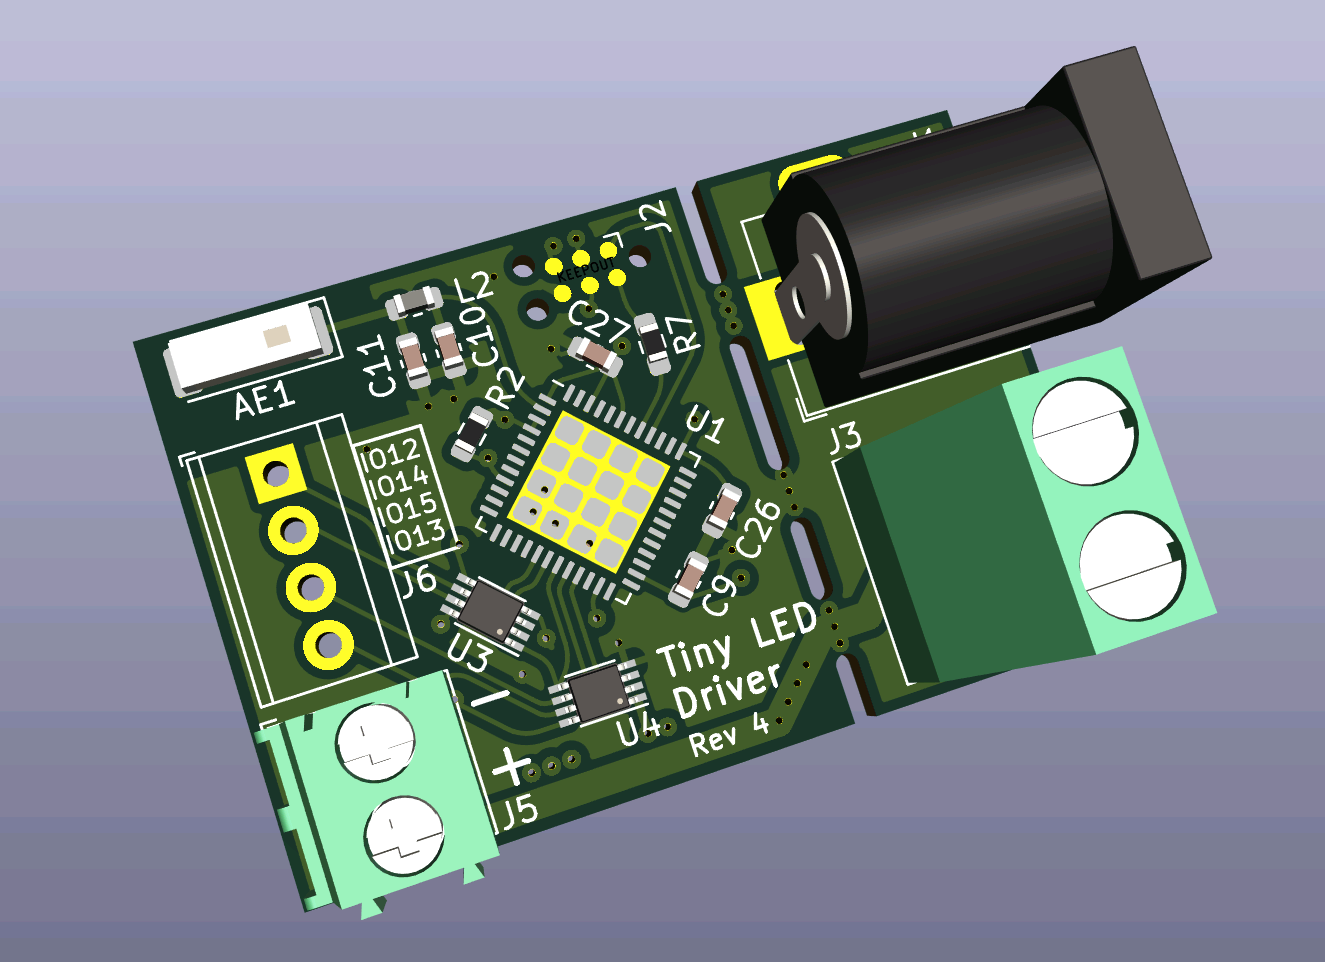 J2
KEEPOUT
L2
C10
C11
C27
R7
AE1
R2
U1
J3
IO12
IO14
IO15
IO13
J6
C26
C9
U3
Tiny LED
Driver
Rev 4
U4
J5